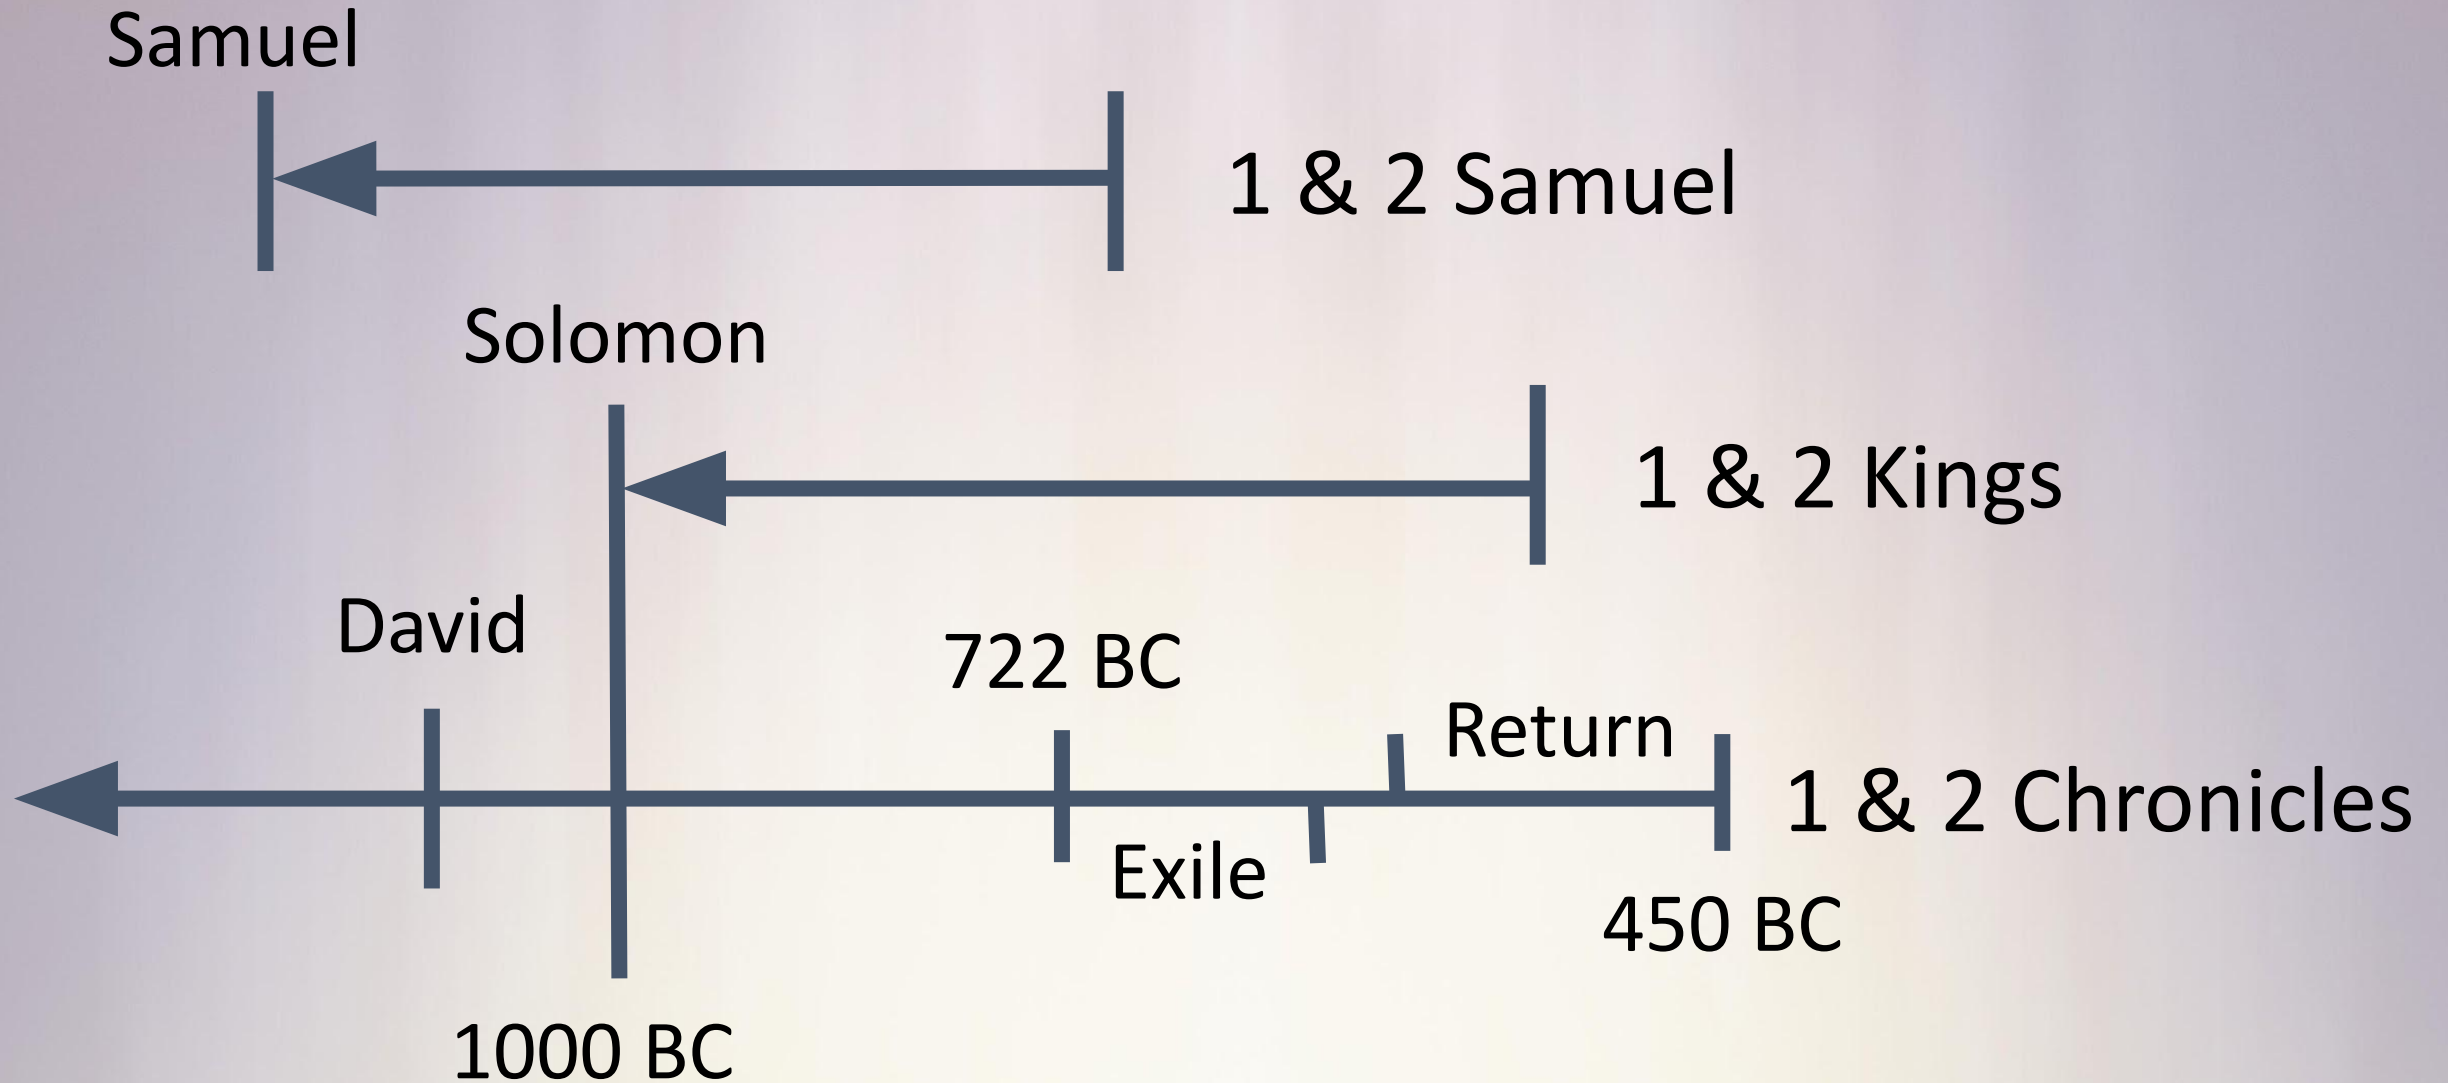 Samuel
1 & 2 Samuel
Solomon
1 & 2 Kings
David
722 BC
Return
1 & 2 Chronicles
Exile
450 BC
1000 BC